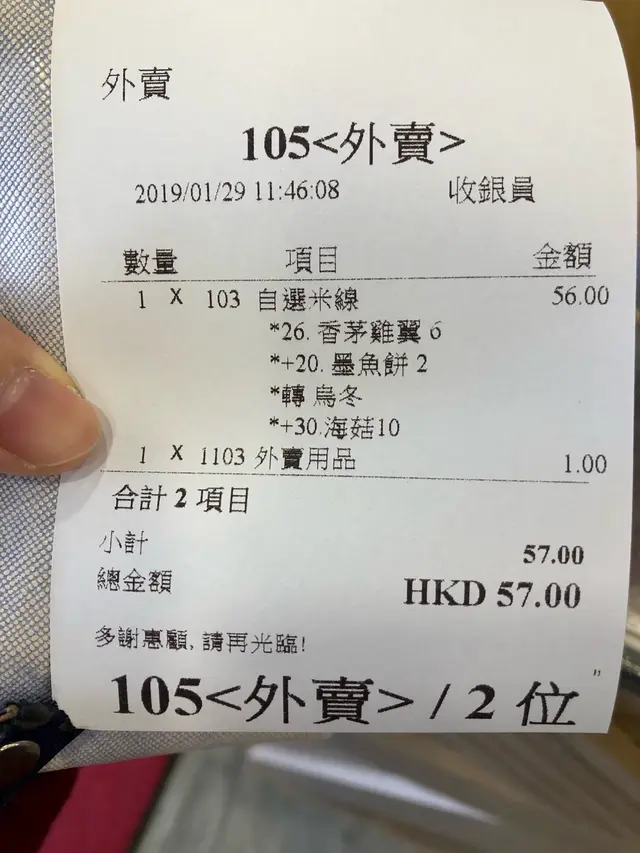 外賣
105<外賣>
2019/01/29 11:46:08 收銀員
數量 項目 金額
1 X 103 自選米線 56.00
*26. 香茅雞翼 6
*+20. 墨魚餅 2
*轉 烏冬
*+30.海菇10
1 X 1103 外賣用品 1.00
合計 2 項目
小計 57.00
總金額 HKD 57.00
多謝惠顧, 請再光臨!
"
105<外賣> / 2 位